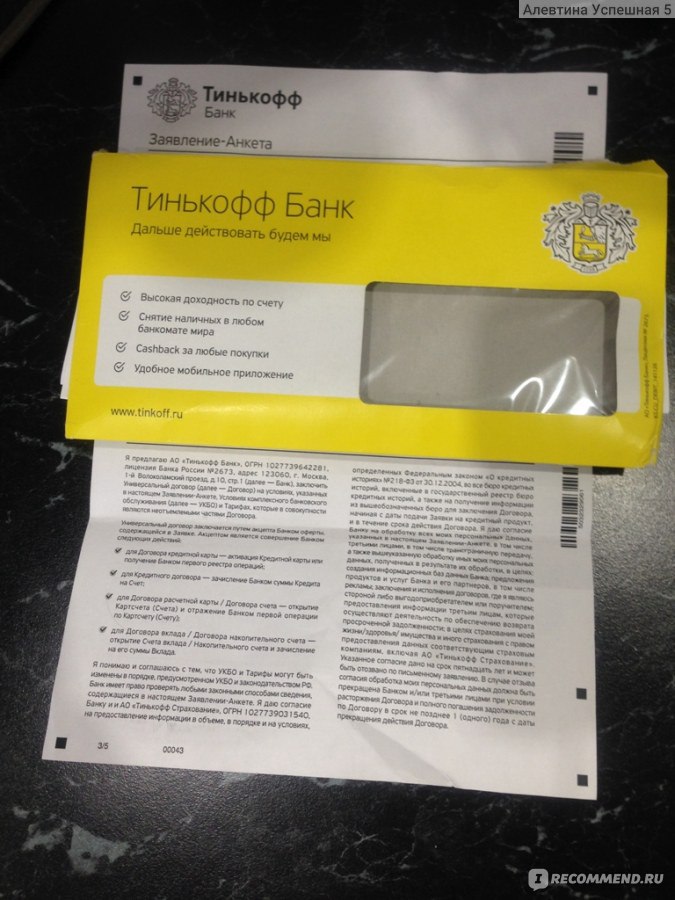 Алевтина Успешная 5
Тинькофф
Банк
Заявление-Анкета
Тинькофф Банк
Дальше действовать будем мы
Высокая доходность по счету
Снятие наличных в любом
банкомате мира
Cashback за любые покупки
Удобное мобильное приложение
www.tinkoff.ru
Я предлагаю АО «Тинькофф Банк», ОГРН 1027739642281,
лицензия Банка России №2673, адрес 123060, г. Москва,
1-й Волоколамский проезд, д.10, стр.1 (далее — Банк), заключить
Универсальный договор (далее — Договор) на условиях, указанных
в настоящем Заявлении-Анкете, Условиях комплексного банковского
обслуживания (далее — УКБО) и Тарифах, которые в совокупности
являются неотъемлемыми частями Договора.
Универсальный договор заключается путем акцепта Банком оферты,
содержащейся в Заявке. Акцептом является совершение Банком
следующих действий:
для Договора кредитной карты — активация Кредитной карты или
получение Банком первого реестра операций;
для Кредитного договора — зачисление Банком суммы Кредита
на Счет;
для Договора расчетной карты / Договора счета — открытие
Картсчета (Счета) и отражение Банком первой операции
по Картсчету (Счету);
для Договора вклада / Договора накопительного счета —
открытие Счета вклада / Накопительного счета и зачисление
на его суммы Вклада.
Я понимаю и соглашаюсь с тем, что УКБО и Тарифы могут быть
изменены в порядке, предусмотренном УКБО и законодательством РФ.
Банк имеет право проверять любыми законными способами сведения,
содержащиеся в настоящем Заявлении-Анкете. Я даю согласие
Банку и и АО «Тинькофф Страхование», ОГРН 1027739031540,
на предоставление информации в объеме, в порядке и на условиях,
определенных Федеральным законом «О кредитных
историях» №218-ФЗ от 30.12.2004, во все бюро кредитных
историй, включенные в государственный реестр бюро
кредитных историй, а также на получение информации
из вышеобозначенных бюро для заключения Договора,
начиная с даты подачи Заявки на кредитный продукт,
и в течение срока действия Договора. Я даю согласие
Банку на обработку всех моих персональных данных,
указанных в настоящем Заявлении-Анкете, в том числе
третьими лицами, в том числе трансграничную передачу,
а также вышеуказанную обработку иных моих персональных
данных, полученных в результате их обработки, в целях:
создания информационных баз данных Банка; предложения
продуктов и услуг Банка и его партнеров, в том числе
рекламы; заключения и исполнения договоров, где я являюсь
стороной либо выгодоприобретателем или поручителем;
предоставления информации третьим лицам, которые
осуществляют деятельность по обеспечению возврата
просроченной задолженности; в целях страхования моей
жизни/здоровья/ имущества и иного страхования с правом
предоставления данных соответствующим страховым
компаниям, включая АО «Тинькофф Страхование».
Указанное согласие дано на срок пятнадцать лет и может
быть отозвано по письменному заявлению. В случае отзыва
согласия обработка моих персональных данных должна быть
прекращена Банком и/или третьими лицами при условии
расторжения Договора и полного погашения задолженности
по Договору в срок не позднее 1 (одного) года с даты
прекращения действия Договора.
3/5
00043
IRECOMMEND.RU